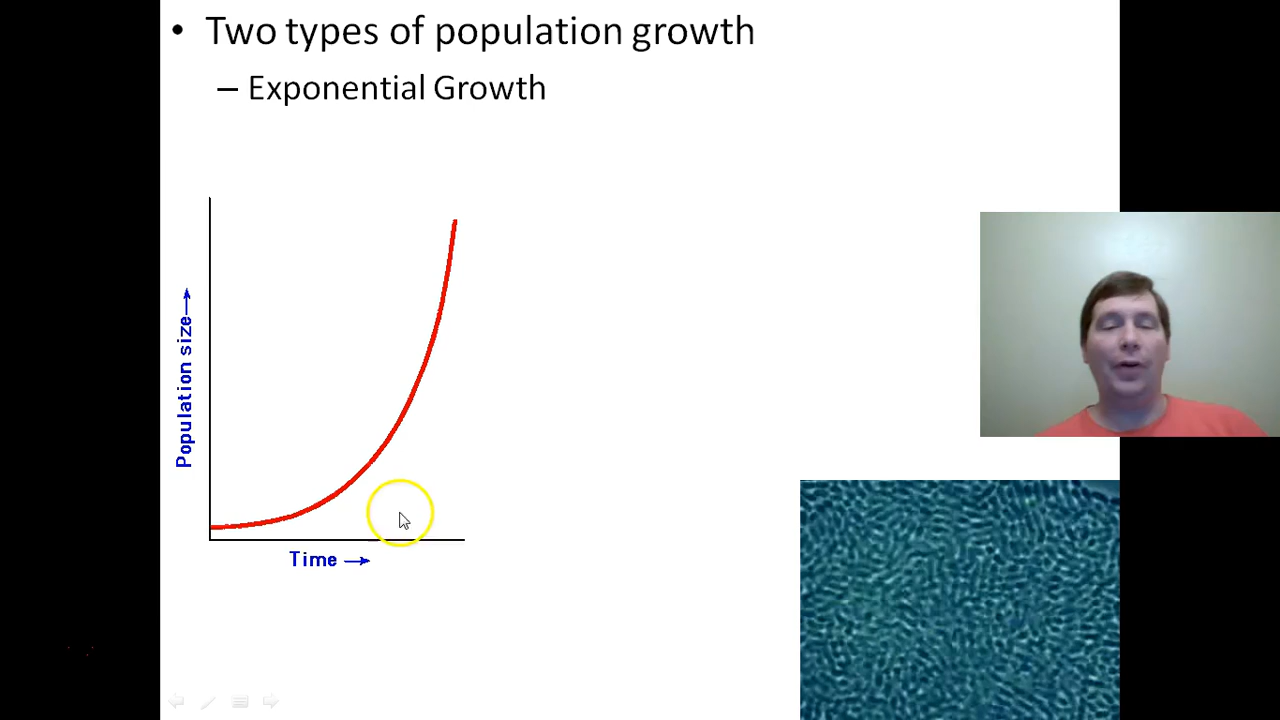 • Two types of population growth
– Exponential Growth
Population size→
Time →